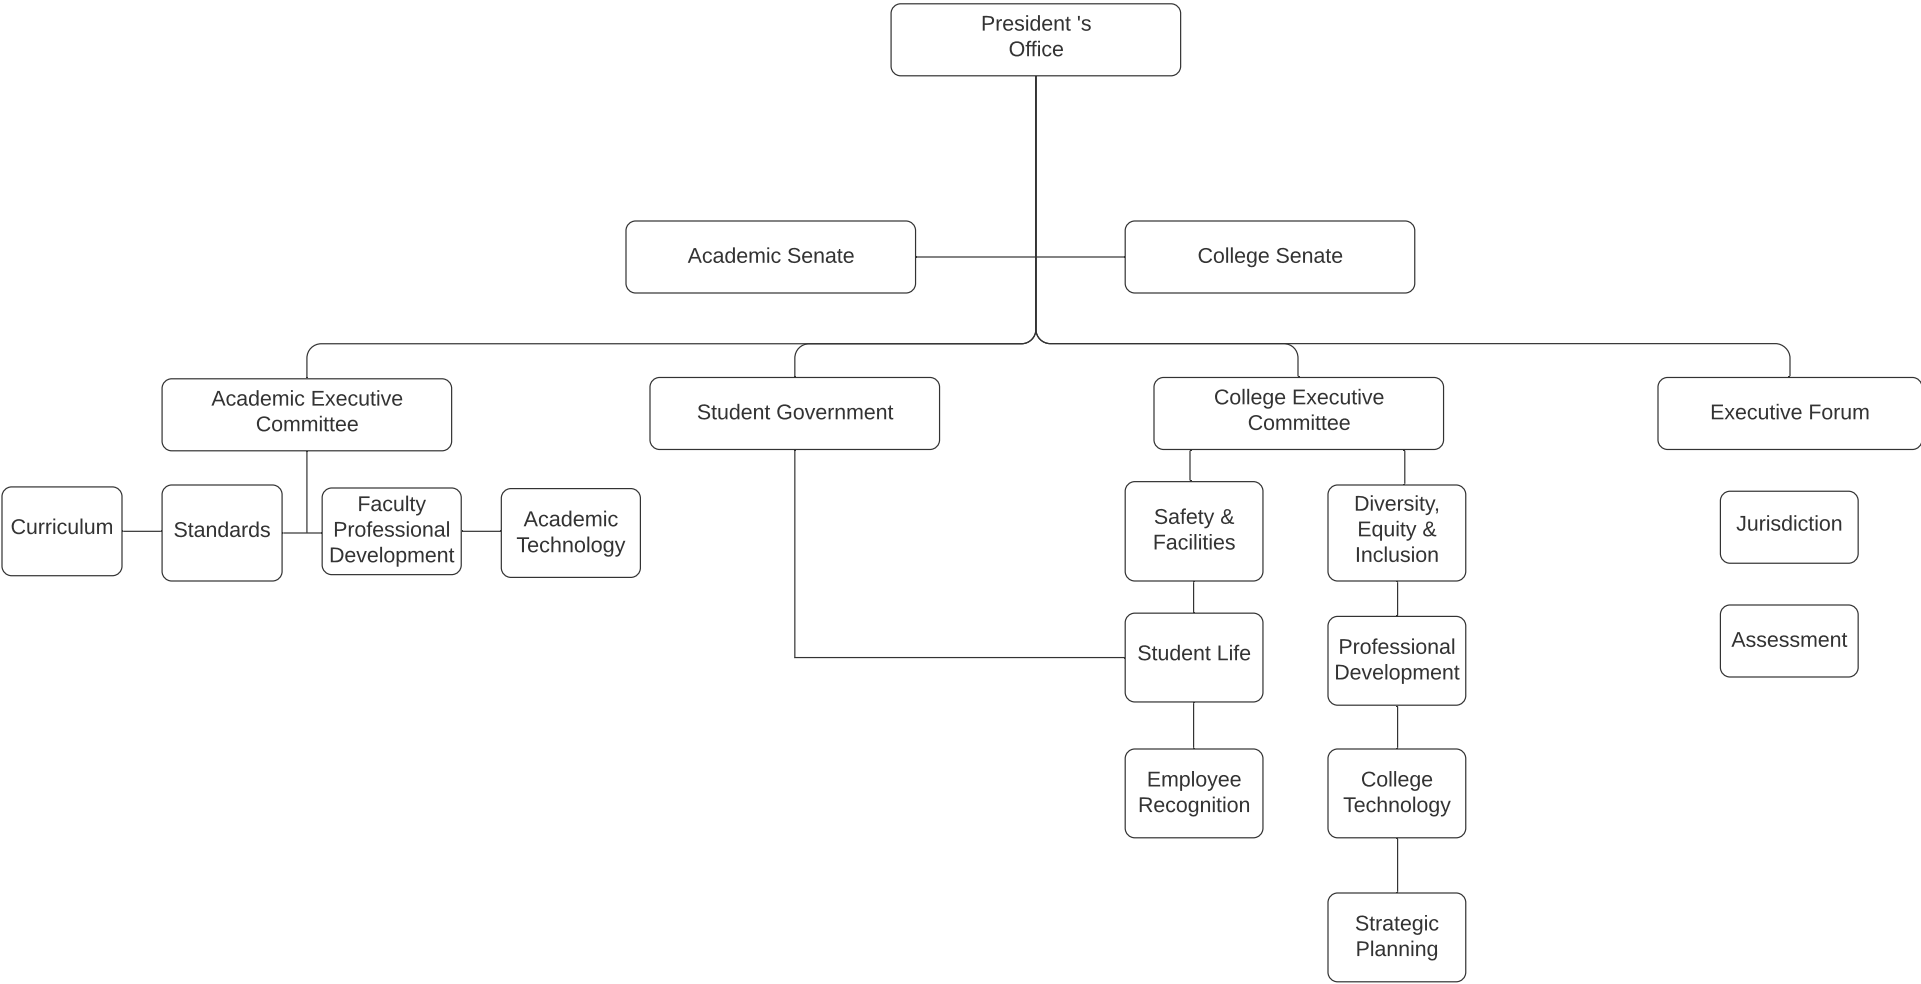 President 's
Office
Academic Senate
College Senate
Academic Executive
Committee
Student Government
College Executive
Committee
Executive Forum
Curriculum
Standards
Faculty
Professional
Development
Academic
Technology
Safety &
Facilities
Diversity,
Equity &
Inclusion
Jurisdiction
Student Life
Professional
Development
Assessment
Employee
Recognition
College
Technology
Strategic
Planning